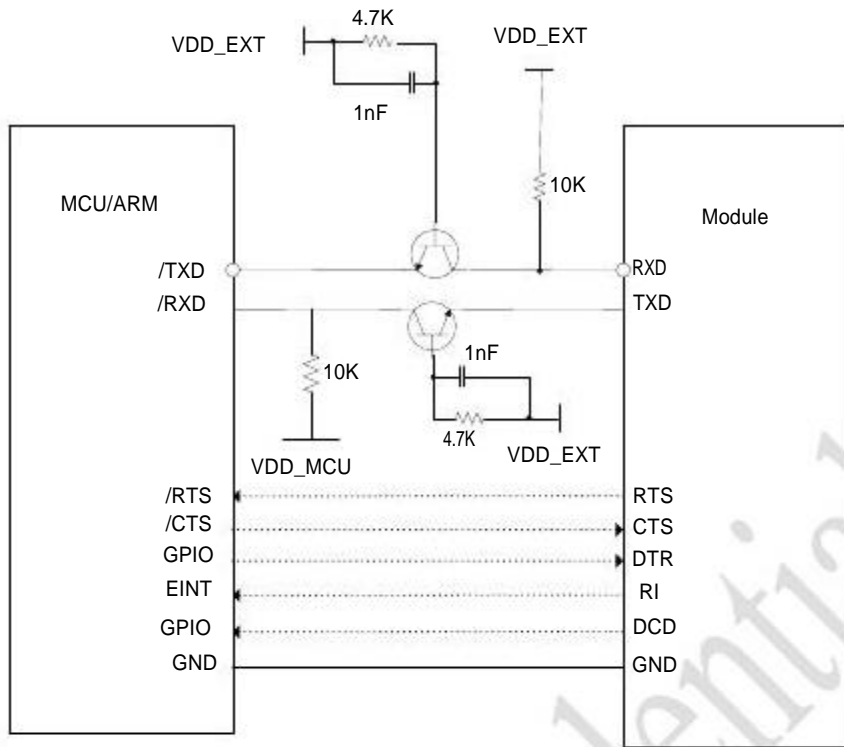 4.7K
VDD_EXT
VDD_EXT
1nF
10K
MCU/ARM
Module
/TXD
RXD
/RXD
TXD
1nF
10K
4.7K
VDD_EXT
VDD_MCU
/RTS
RTS
/CTS
CTS
GPIO
DTR
EINT
RI
GPIO
DCD
GND
GND